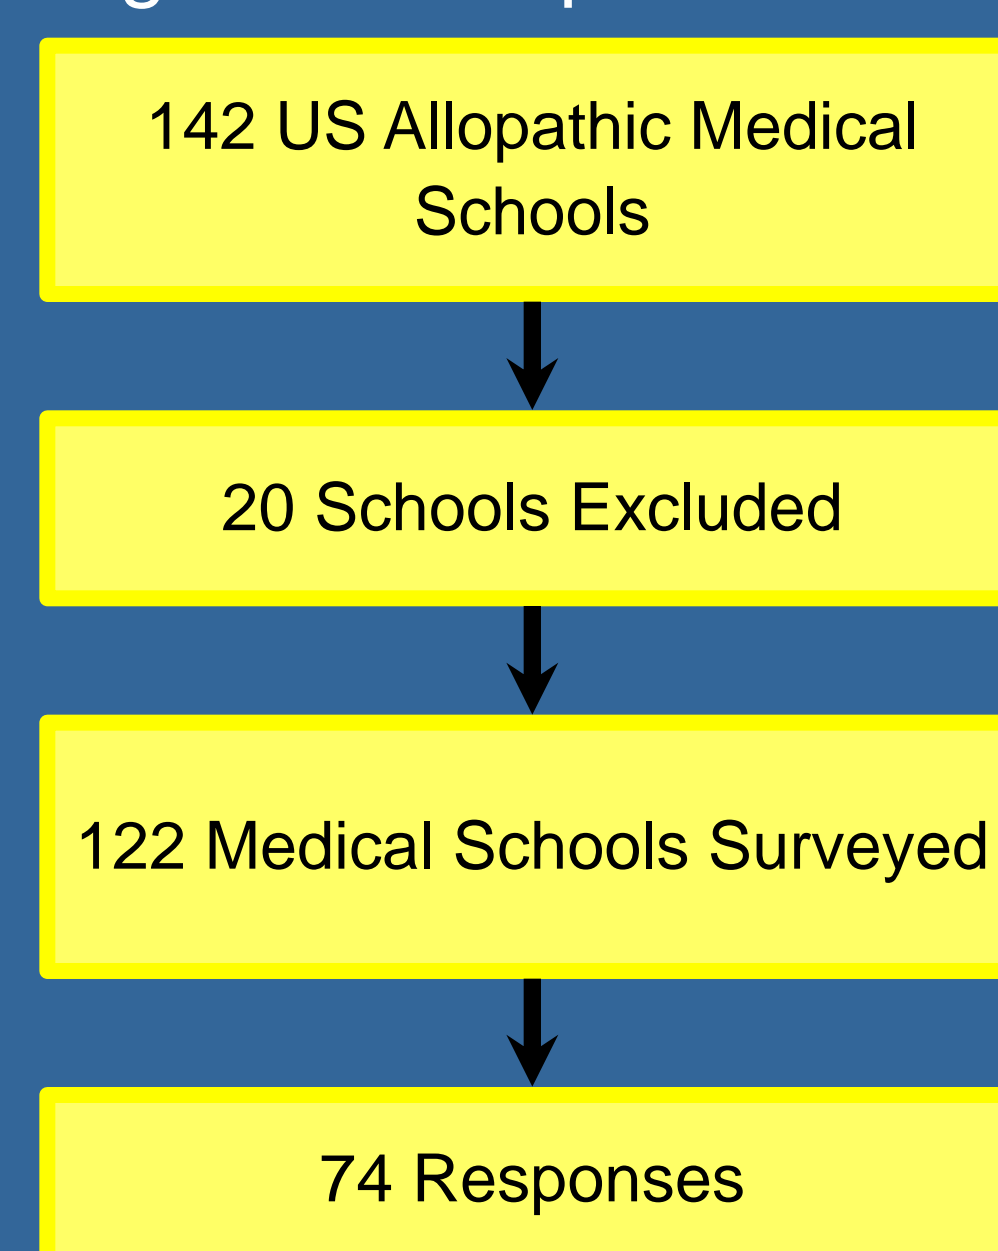 142 US Allopathic Medical
Schools
20 Schools Excluded
122 Medical Schools Surveyed
74 Responses